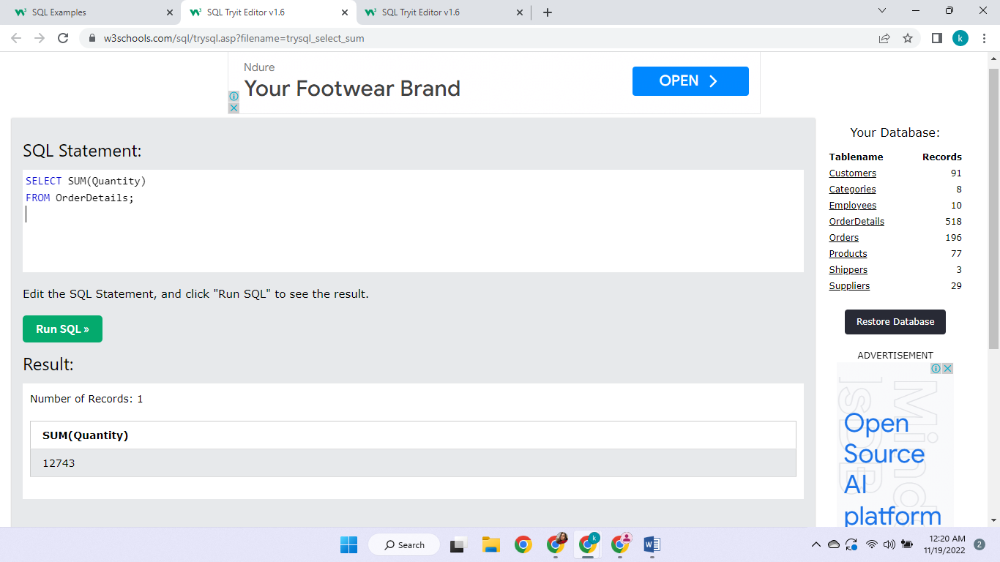 SQL Examples
SQL Tryit Editor v1.6
SQL Tryit Editor v1.6
w3schools.com/sql/trysql.asp?filename=trysql_select_sum
k
Ndure
Your Footwear Brand
OPEN
SQL Statement:
SELECT SUM(Quantity)
FROM OrderDetails;
Edit the SQL Statement, and click "Run SQL" to see the result.
Run SQL »
Result:
Number of Records: 1
SUM(Quantity)
12743
Your Database:
Tablename Records
Customers 91
Categories 8
Employees 10
OrderDetails 518
Orders 196
Products 77
Shippers 3
Suppliers 29
Restore Database
ADVERTISEMENT
Open
Source
AI
platform
Search
k
12:20 AM
11/19/2022
2